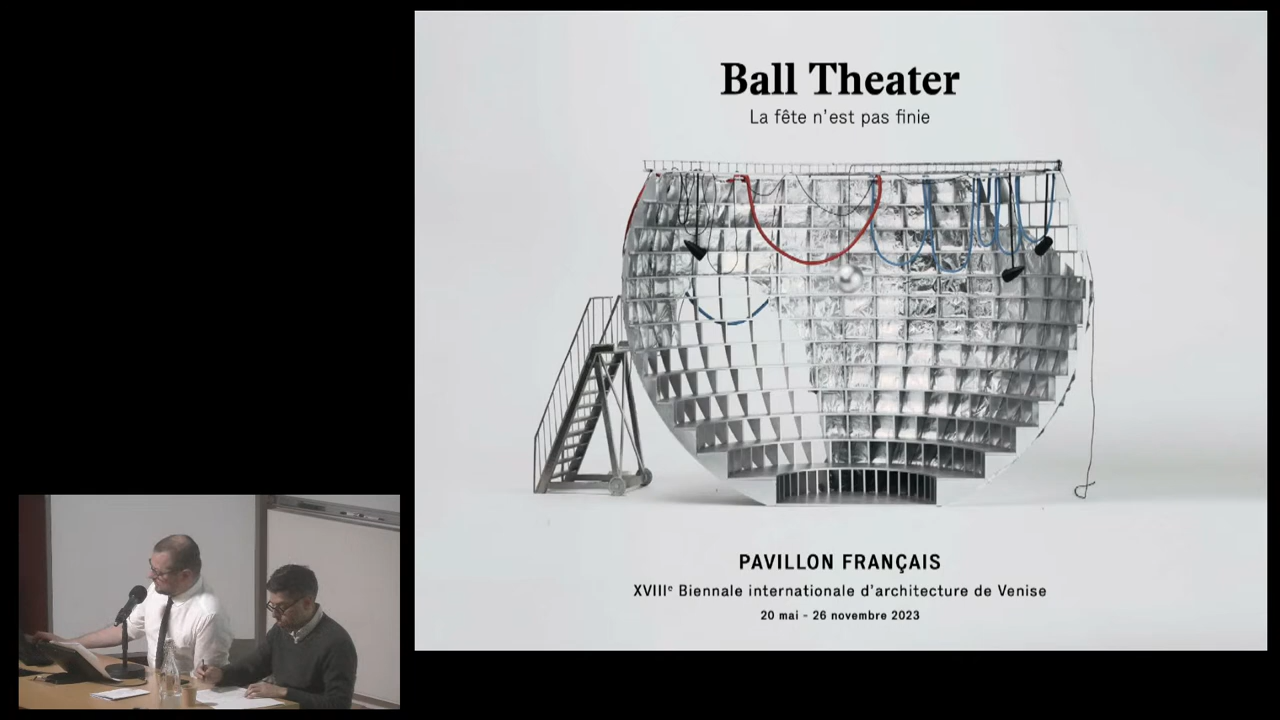 Ball Theater
La fête n'est pas finie
PAVILLON FRANÇAIS
XVIIIᵉ Biennale internationale d'architecture de Venise
20 mai - 26 novembre 2023